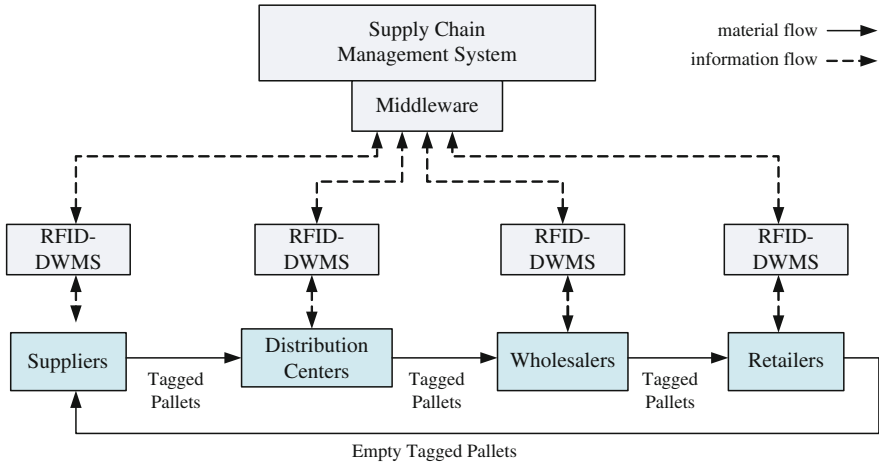 Supply Chain
Management System
material flow
information flow
Middleware
RFID-
DWMS
RFID-
DWMS
RFID-
DWMS
RFID-
DWMS
Suppliers
Distribution
Centers
Wholesalers
Retailers
Tagged
Pallets
Tagged
Pallets
Tagged
Pallets
Empty Tagged Pallets